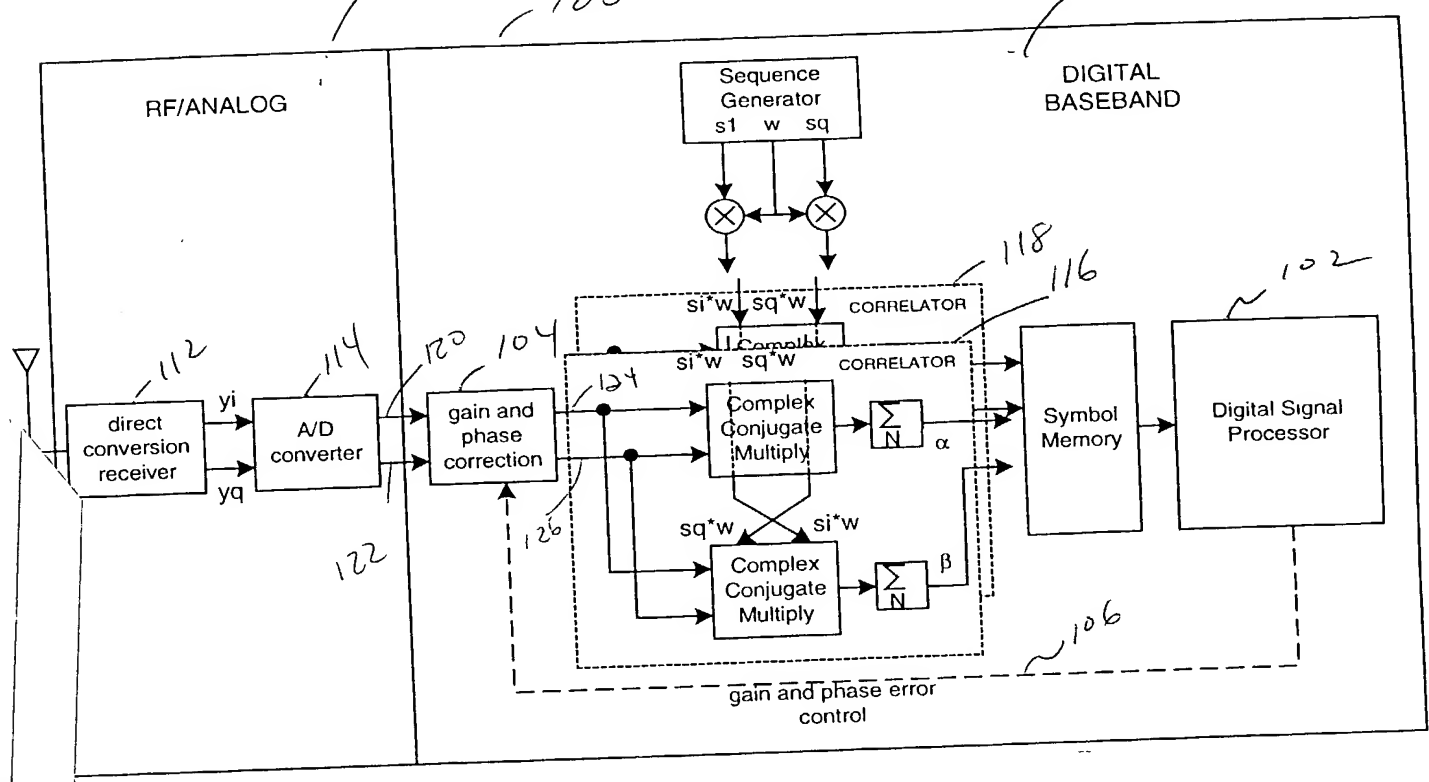 100
RF/ANALOG
Sequence
Generator
s1 w sq
DIGITAL
BASEBAND
118
116
102
112
114
120
104
si*w sq*w
CORRELATOR
Complex
si*w sq*w
CORRELATOR
124
direct
conversion
receiver
yi
yq
A/D
converter
gain and
phase
correction
Complex
Conjugate
Multiply
Σ
N
α
Symbol
Memory
Digital Signal
Processor
122
126
sq*w
si*w
Complex
Conjugate
Multiply
Σ
N
β
106
gain and phase error
control